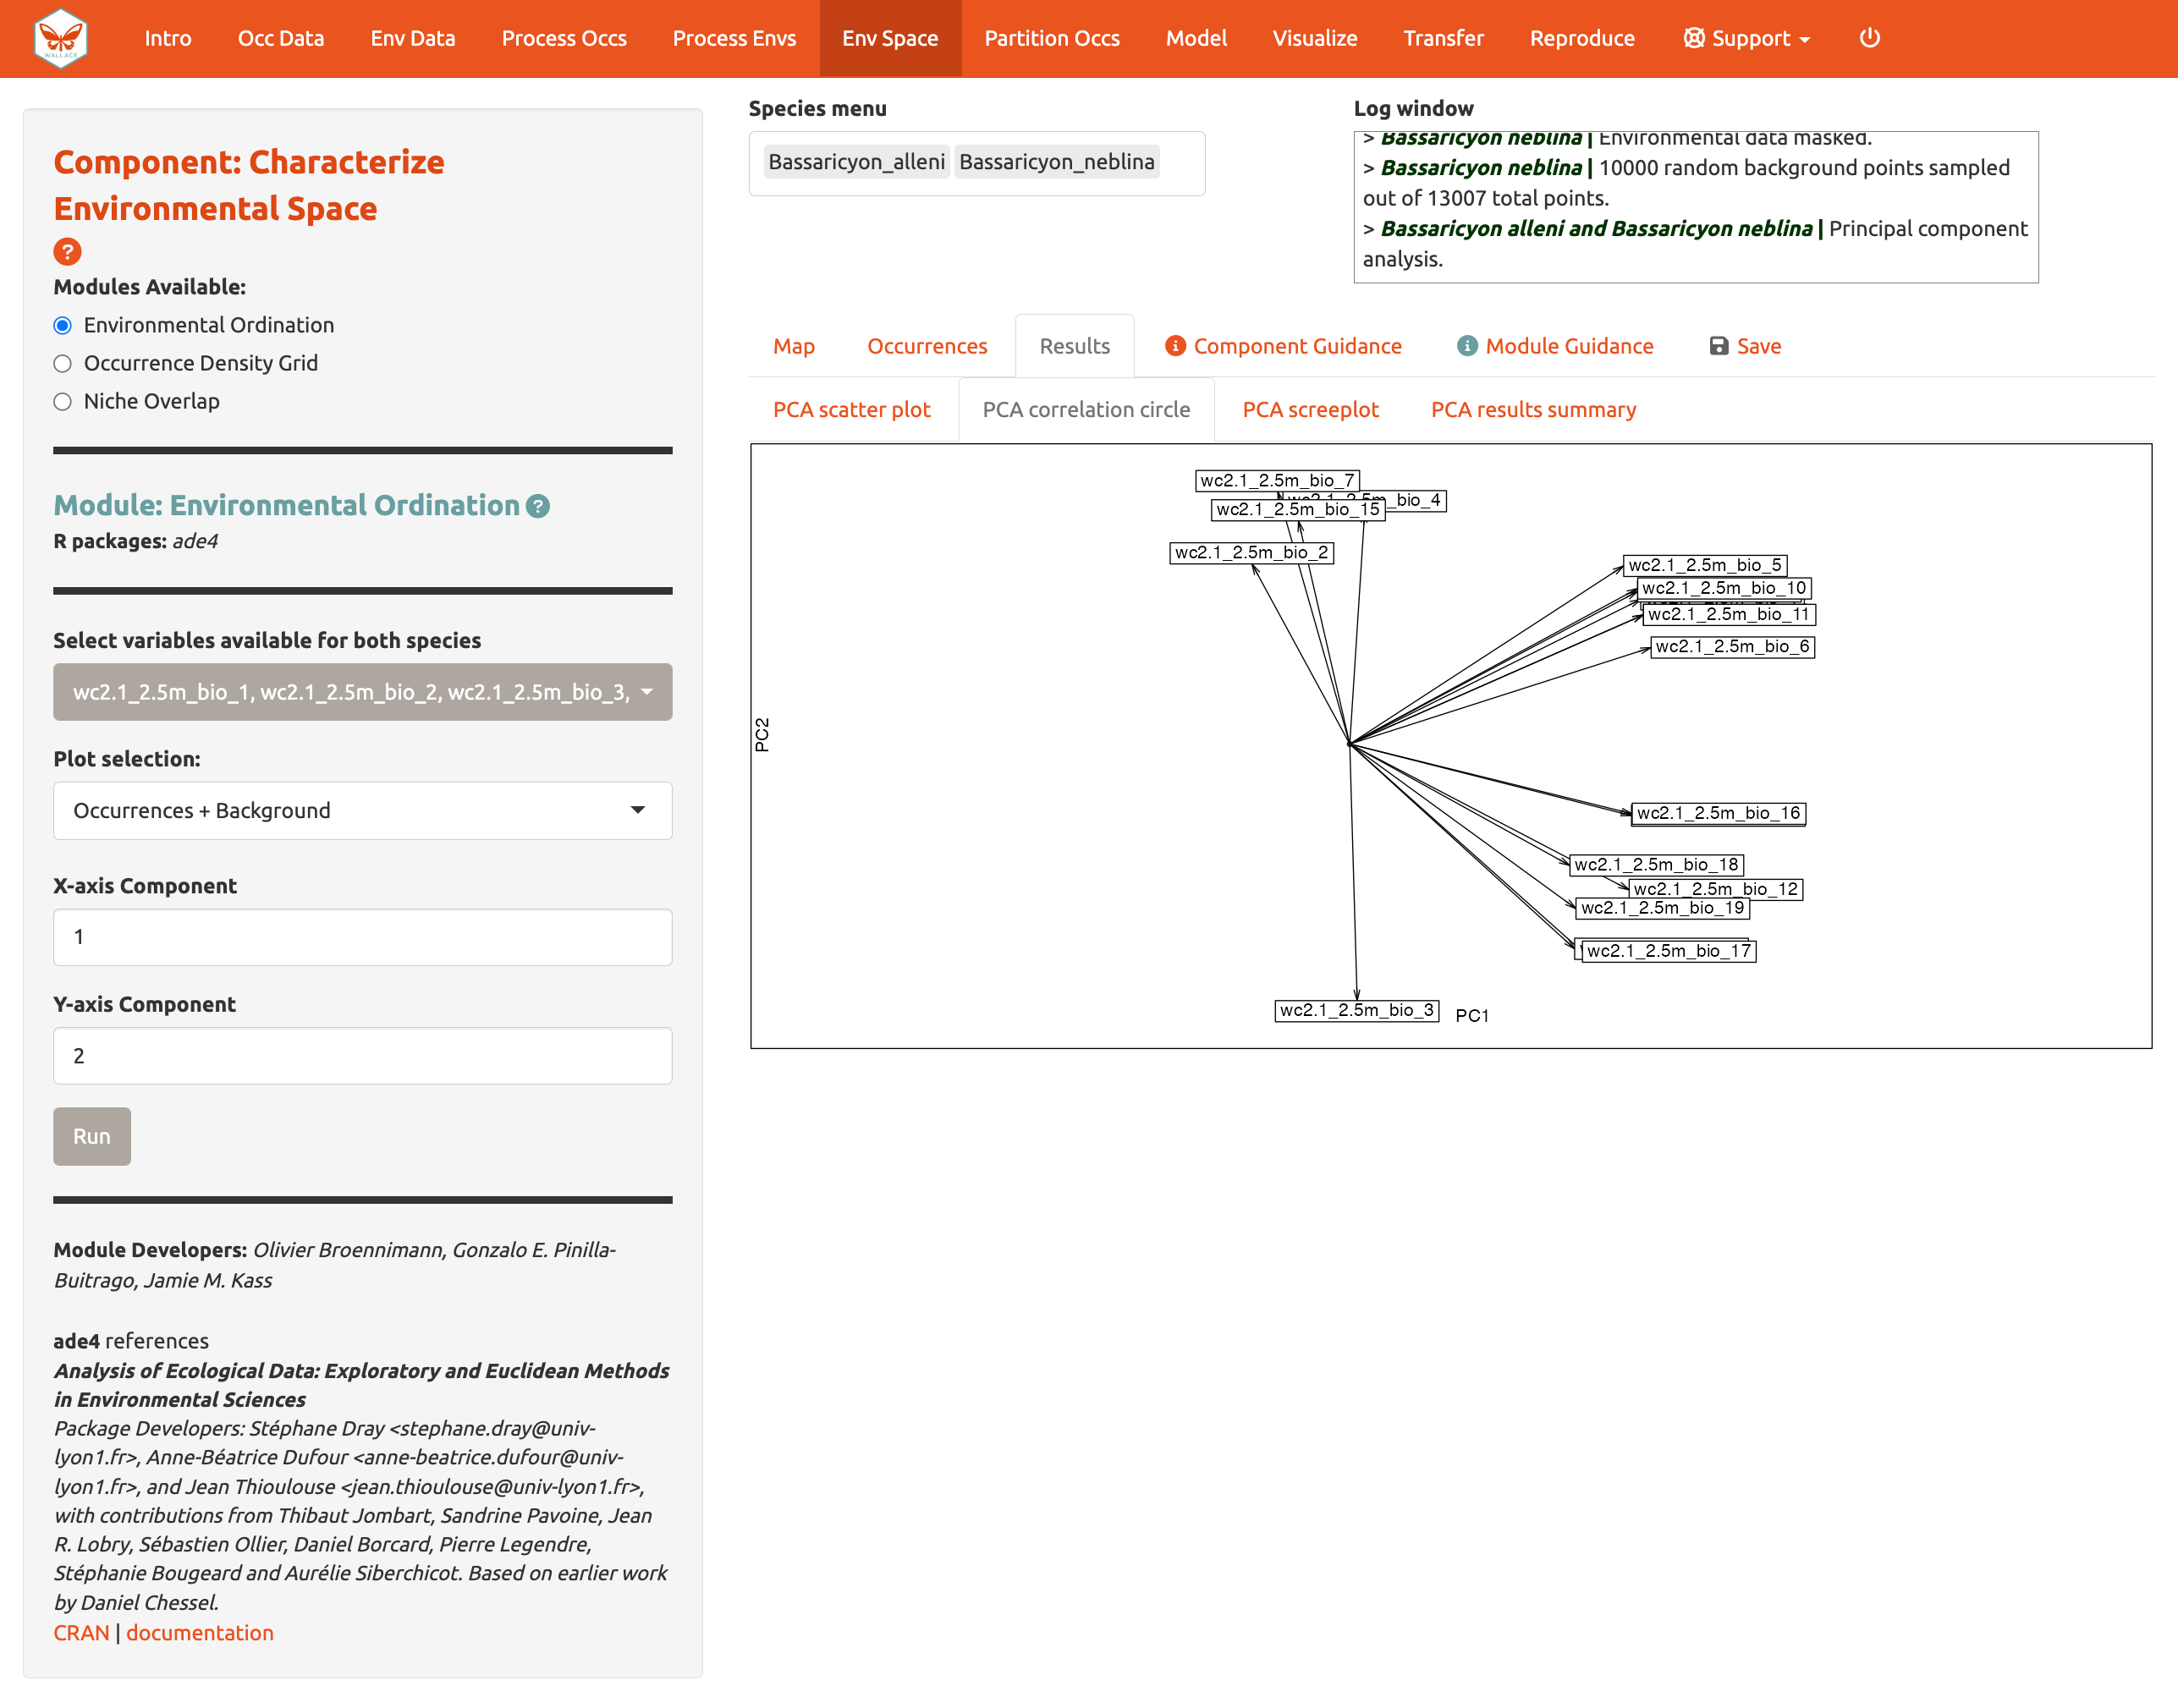 WALLACE
Intro Occ Data Env Data Process Occs Process Envs Env Space Partition Occs Model Visualize Transfer Reproduce Support
Component: Characterize
Environmental Space
?
Modules Available:
Environmental Ordination
Occurrence Density Grid
Niche Overlap
Module: Environmental Ordination ?
R packages: ade4
Select variables available for both species
wc2.1_2.5m_bio_1, wc2.1_2.5m_bio_2, wc2.1_2.5m_bio_3,
Plot selection:
Occurrences + Background
X-axis Component
1
Y-axis Component
2
Run
Module Developers: Olivier Broennimann, Gonzalo E. Pinilla-
Buitrago, Jamie M. Kass
ade4 references
Analysis of Ecological Data: Exploratory and Euclidean Methods
in Environmental Sciences
Package Developers: Stéphane Dray <stephane.dray@univ-
lyon1.fr>, Anne-Béatrice Dufour <anne-beatrice.dufour@univ-
lyon1.fr>, and Jean Thioulouse <jean.thioulouse@univ-lyon1.fr>,
with contributions from Thibaut Jombart, Sandrine Pavoine, Jean
R. Lobry, Sébastien Ollier, Daniel Borcard, Pierre Legendre,
Stéphanie Bougeard and Aurélie Siberchicot. Based on earlier work
by Daniel Chessel.
CRAN | documentation
Species menu
Bassaricyon_alleni Bassaricyon_neblina
Log window
> Bassaricyon neblina | Environmental data masked.
> Bassaricyon neblina | 10000 random background points sampled
out of 13007 total points.
> Bassaricyon alleni and Bassaricyon neblina | Principal component
analysis.
Map Occurrences Results Component Guidance Module Guidance Save
PCA scatter plot PCA correlation circle PCA screeplot PCA results summary
wc2.1_2.5m_bio_7
_bio_4
wc2.1_2.5m_bio_15
wc2.1_2.5m_bio_2
wc2.1_2.5m_bio_5
wc2.1_2.5m_bio_10
wc2.1_2.5m_bio_11
wc2.1_2.5m_bio_6
PC2
wc2.1_2.5m_bio_16
wc2.1_2.5m_bio_18
wc2.1_2.5m_bio_12
wc2.1_2.5m_bio_19
wc2.1_2.5m_bio_17
wc2.1_2.5m_bio_3
PC1